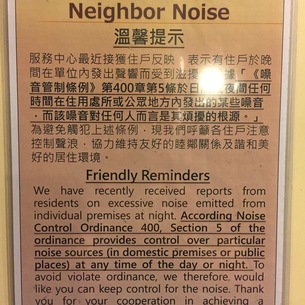 Neighbor Noise
溫馨提示
服務中心最近接獲住戶反映，表示有住戶於晚
間在單位內發出聲響而受到滋擾，根據「《噪
音管制條例》第400章第5條於日間或夜間任何
時間在住用處所或公眾地方內發出的某些噪音
，而該噪音對任何人而言是其煩擾的根源。」
為避免觸犯上述條例，現我們呼籲各住戶注意
控制聲浪，協力維持友好的睦鄰關係及諧和美
好的居住環境。
Friendly Reminders
We have recently received reports from
residents on excessive noise emitted from
individual premises at night. According Noise
Control Ordinance 400, Section 5 of the
ordinance provides control over particular
noise sources (in domestic premises or public
places) at any time of the day or night. To
avoid violate ordinance, we therefore would
like you can keep control for the noise. Thank
you for your cooperation in achieving a